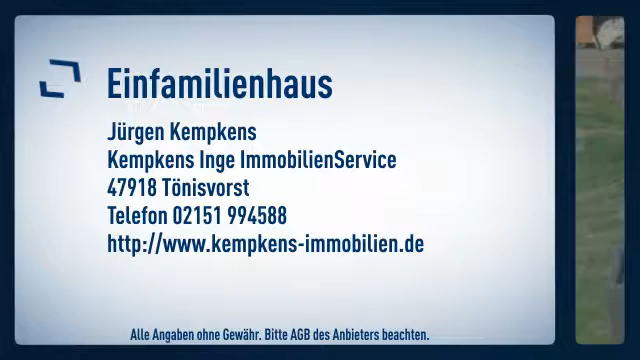 Einfamilienhaus
Jürgen Kempkens
Kempkens Inge ImmobilienService
47918 Tönisvorst
Telefon 02151 994588
http://www.kempkens-immobilien.de
Alle Angaben ohne Gewähr. Bitte AGB des Anbieters beachten.